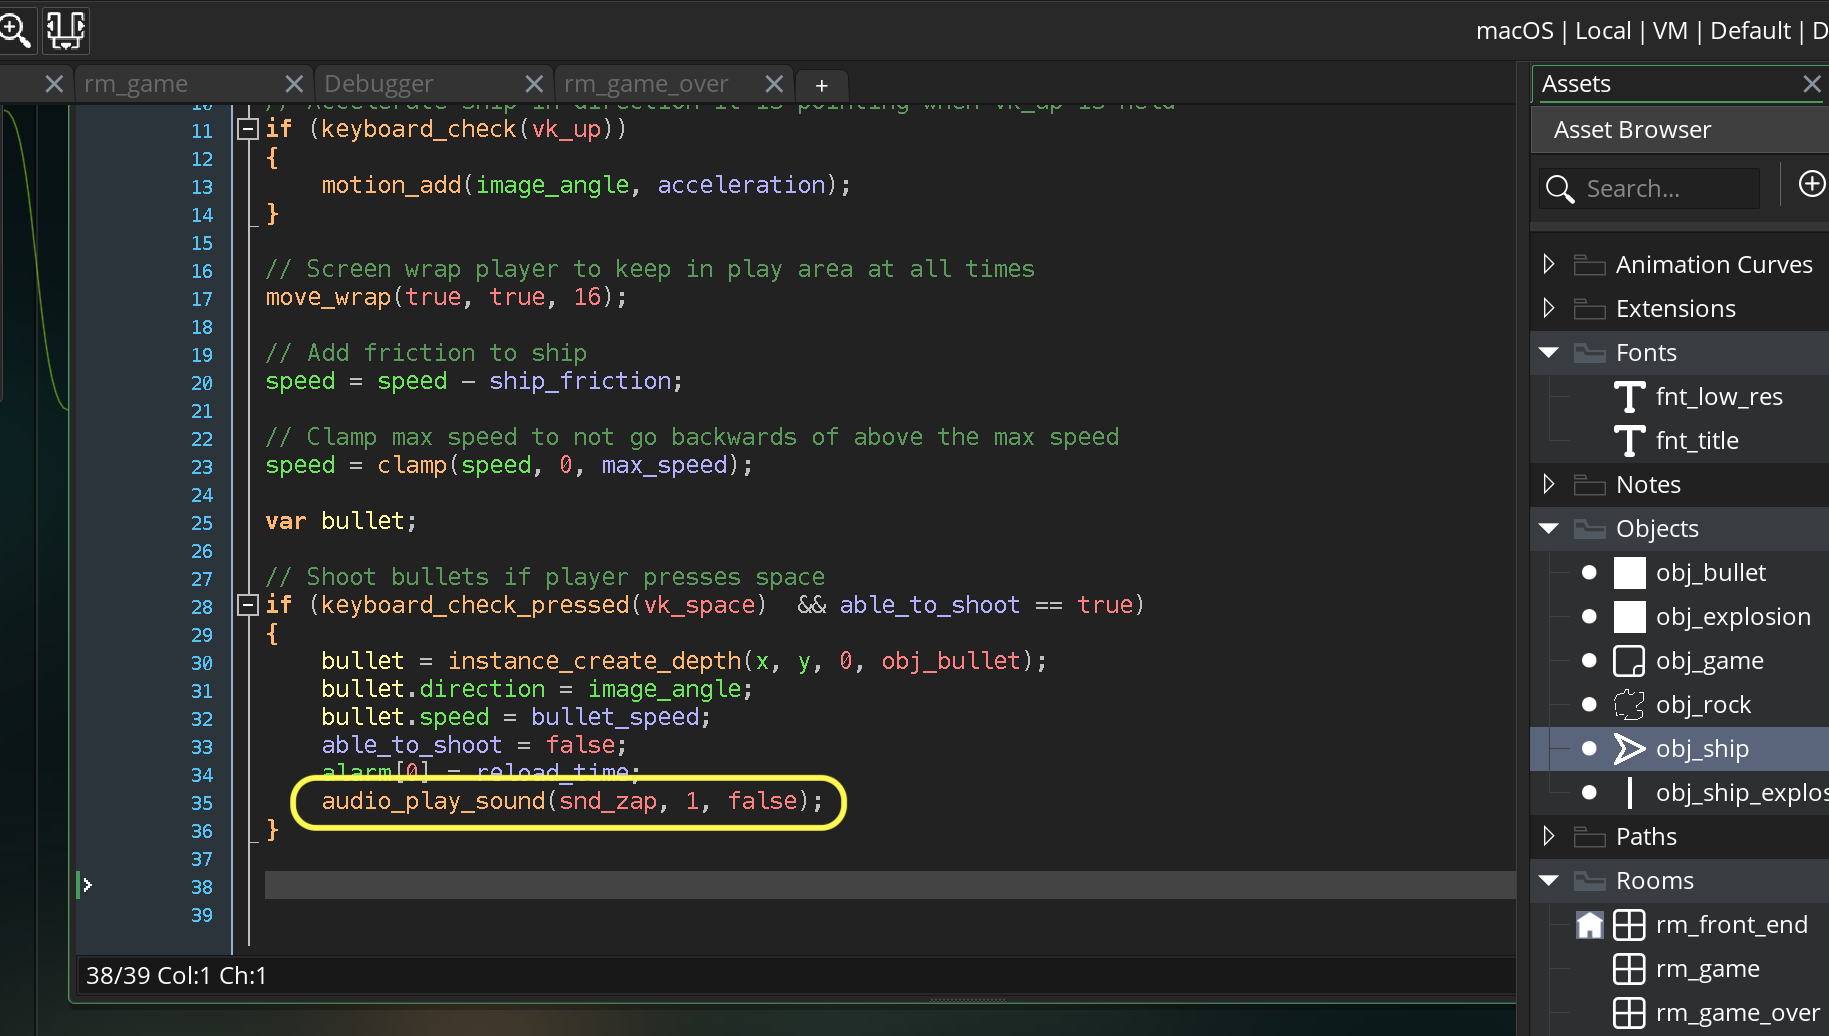 macOS | Local | VM | Default | D
rm_game
Debugger
rm_game_over
+
10 // Accelerate ship in direction it is pointing when vk_up is held
11 if (keyboard_check(vk_up))
12 {
13 motion_add(image_angle, acceleration);
14 }
15
16 // Screen wrap player to keep in play area at all times
17 move_wrap(true, true, 16);
18
19 // Add friction to ship
20 speed = speed - ship_friction;
21
22 // Clamp max speed to not go backwards of above the max speed
23 speed = clamp(speed, 0, max_speed);
24
25 var bullet;
26
27 // Shoot bullets if player presses space
28 if (keyboard_check_pressed(vk_space)  && able_to_shoot == true)
29 {
30 bullet = instance_create_depth(x, y, 0, obj_bullet);
31 bullet.direction = image_angle;
32 bullet.speed = bullet_speed;
33 able_to_shoot = false;
34 alarm[0] = reload_time;
35 audio_play_sound(snd_zap, 1, false);
36 }
37
38
39
38/39 Col:1 Ch:1
Assets
Asset Browser
Search...
Animation Curves
Extensions
Fonts
fnt_low_res
fnt_title
Notes
Objects
obj_bullet
obj_explosion
obj_game
obj_rock
obj_ship
obj_ship_explos
Paths
Rooms
rm_front_end
rm_game
rm_game_over